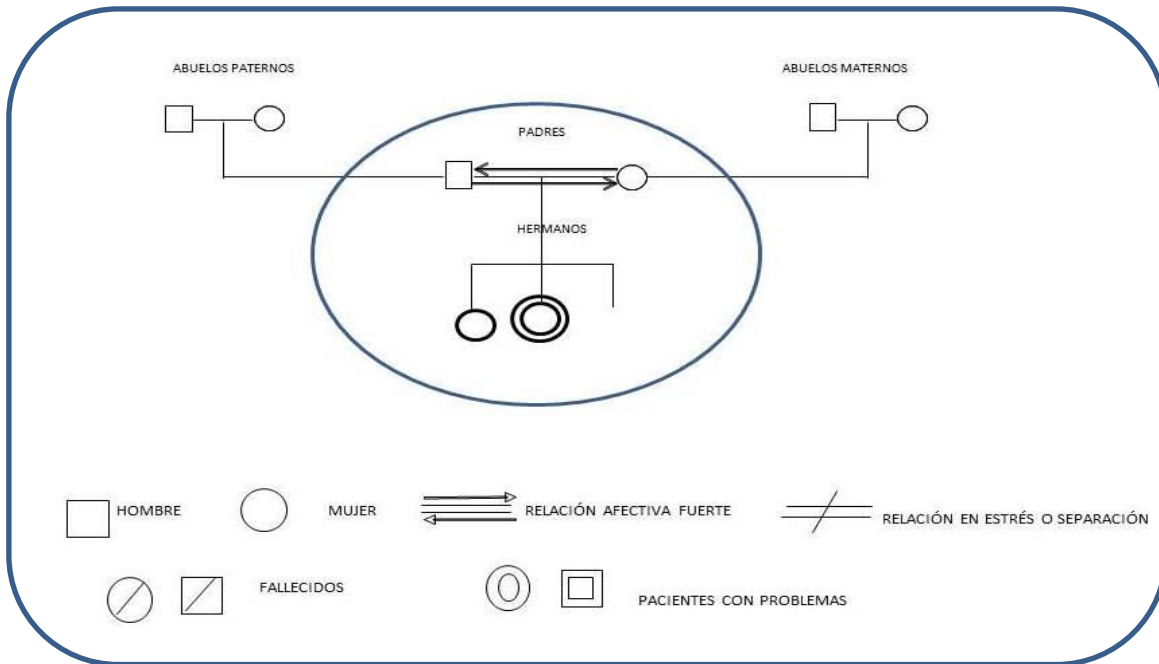 ABUELOS PATERNOS
ABUELOS MATERNOS
PADRES
HERMANOS
HOMBRE
MUJER
RELACIÓN AFECTIVA FUERTE
RELACIÓN EN ESTRÉS O SEPARACIÓN
FALLECIDOS
PACIENTES CON PROBLEMAS